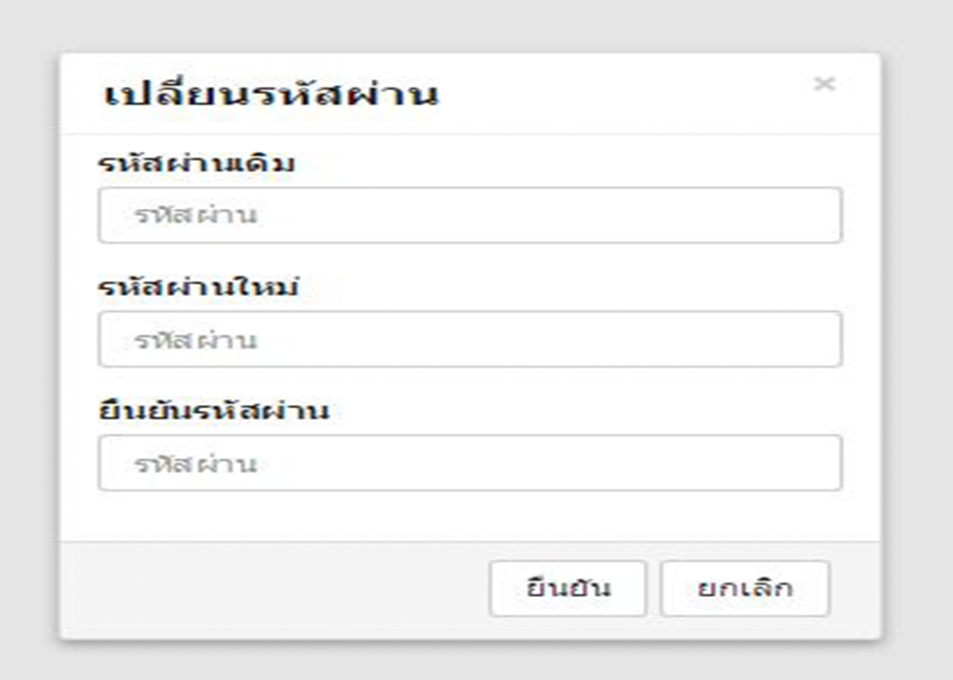 เปลี่ยนรหัสผ่าน ×
รหัสผ่านเดิม
รหัสผ่าน
รหัสผ่านใหม่
รหัสผ่าน
ยืนยันรหัสผ่าน
รหัสผ่าน
ยืนยัน ยกเลิก